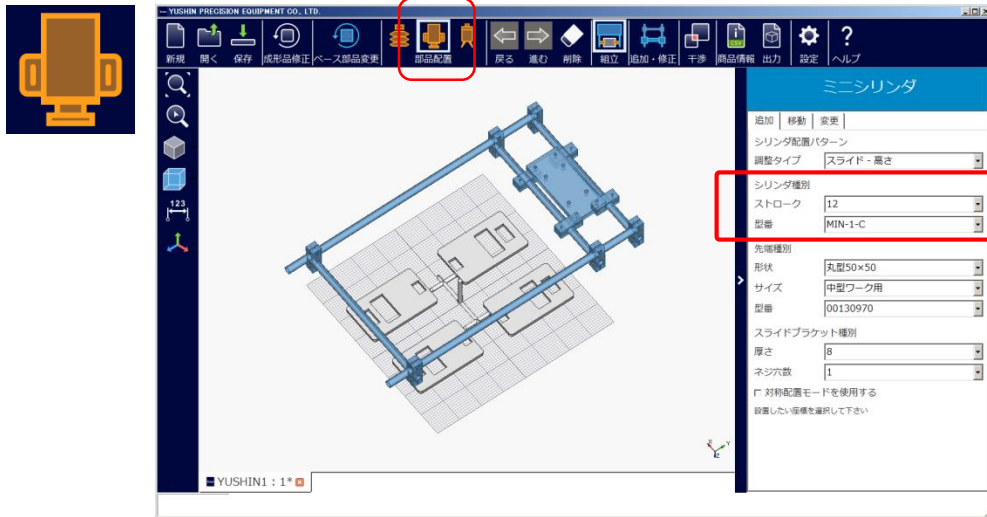 YUSHIN PRECISION EQUIPMENT CO., LTD.
新規 開く 保存 成形品修正 ベース部品変更 部品配置 戻る 進む 削除 組立 追加・修正 干渉 商品情報 出力 設定 ヘルプ
CSV
?
123
ミニシリンダ
追加 移動 変更
シリンダ配置パターン
調整タイプ スライド - 高さ
シリンダ種別
ストローク 12
型番 MIN-1-C
先端種別
形状 丸型50×50
サイズ 中型ワーク用
型番 00130970
スライドブラケット種別
厚さ 8
ネジ穴数 1
対称配置モードを使用する
設置したい座標を選択して下さい
YUSHIN1 : 1*